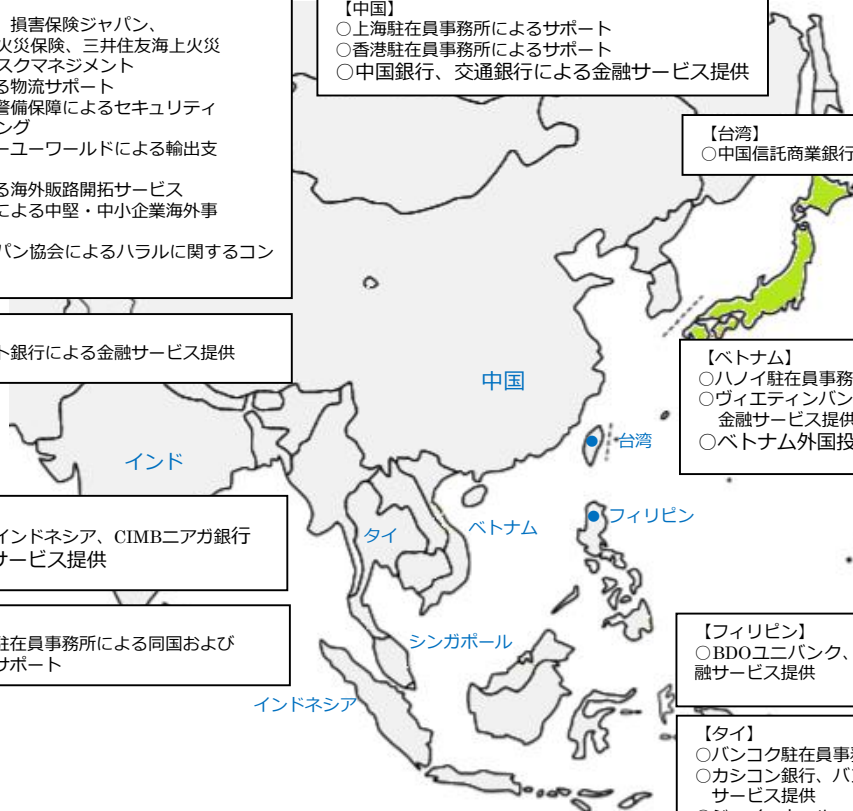 損害保険ジャパン、
火災保険、三井住友海上火災
スクマネジメント
る物流サポート
警備保障によるセキュリティ
ング
ーユーワールドによる輸出支
る海外販路開拓サービス
による中堅・中小企業海外事
パン協会によるハラルに関するコン
ト銀行による金融サービス提供
インドネシア、CIMBニアガ銀行
サービス提供
駐在員事務所による同国および
サポート
【中国】
○上海駐在員事務所によるサポート
○香港駐在員事務所によるサポート
○中国銀行、交通銀行による金融サービス提供
【台湾】
○中国信託商業銀行
【ベトナム】
○ハノイ駐在員事務
○ヴィエティンバン
金融サービス提供
○ベトナム外国投
【フィリピン】
○BDOユニバンク、
融サービス提供
【タイ】
○バンコク駐在員事務
○カシコン銀行、バン
サービス提供
中国
台湾
インド
タイ
ベトナム
フィリピン
シンガポール
インドネシア